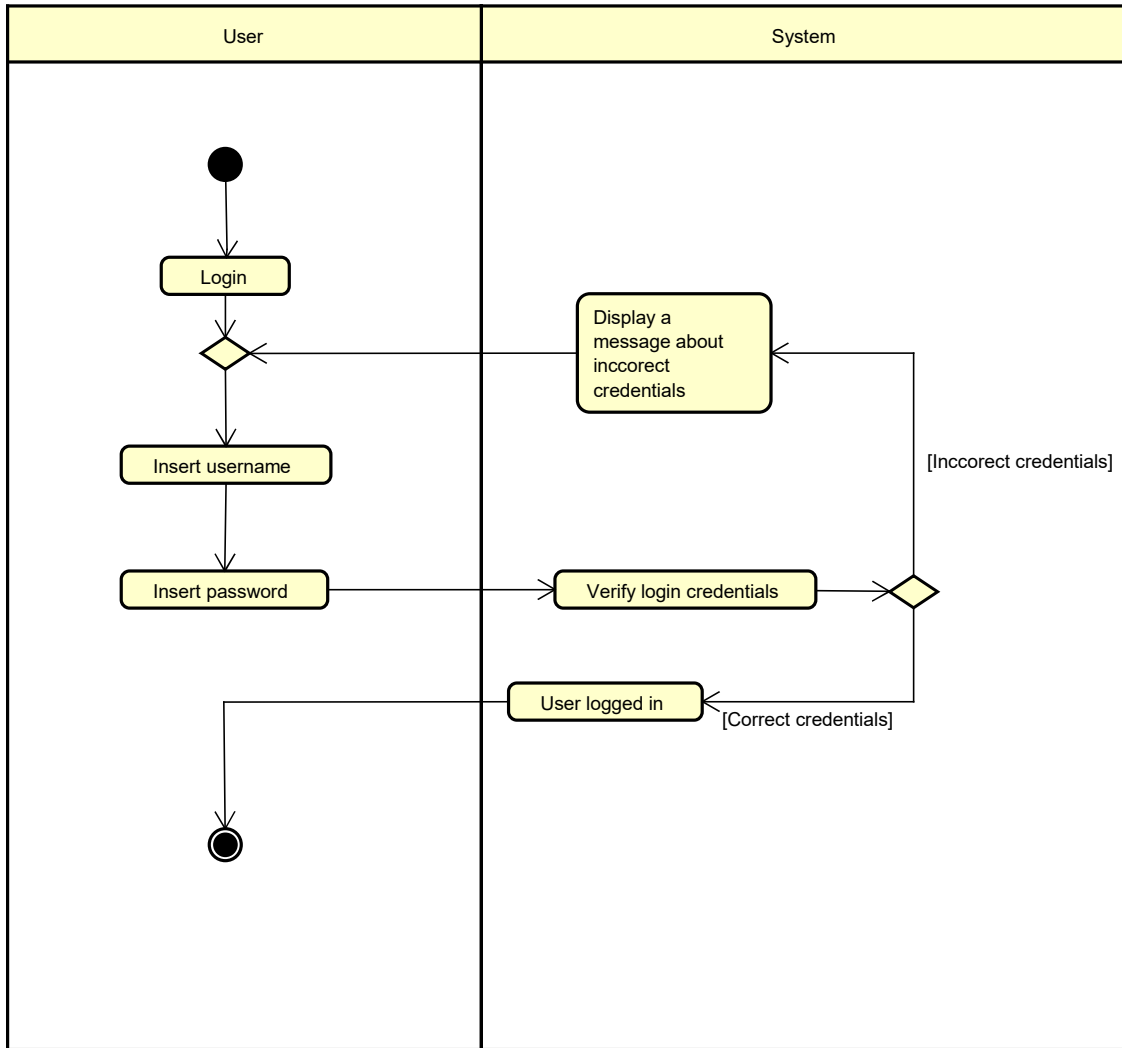 User
System
Login
Display a
message about
inccorect
credentials
[Inccorect credentials]
Insert username
Insert password
Verify login credentials
User logged in
[Correct credentials]